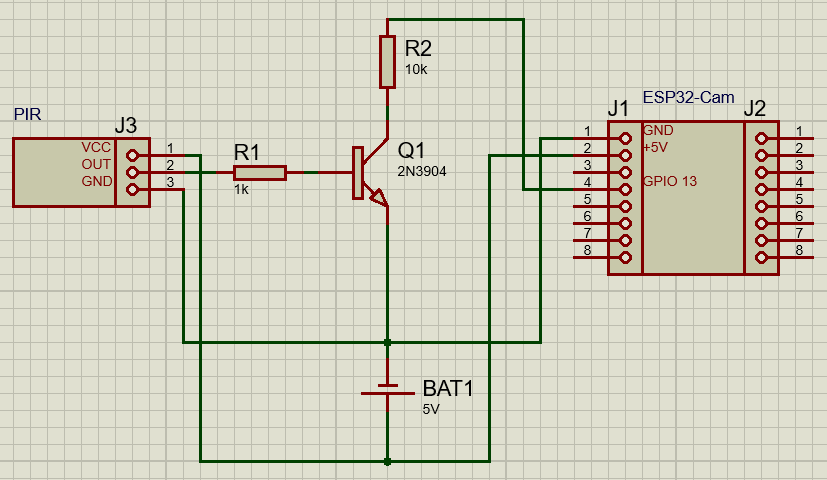 PIR
J3
VCC
OUT
GND
1
2
3
R1
1k
R2
10k
Q1
2N3904
BAT1
5V
ESP32-Cam
J1
J2
GND
+5V
GPIO 13
1
2
3
4
5
6
7
8
1
2
3
4
5
6
7
8